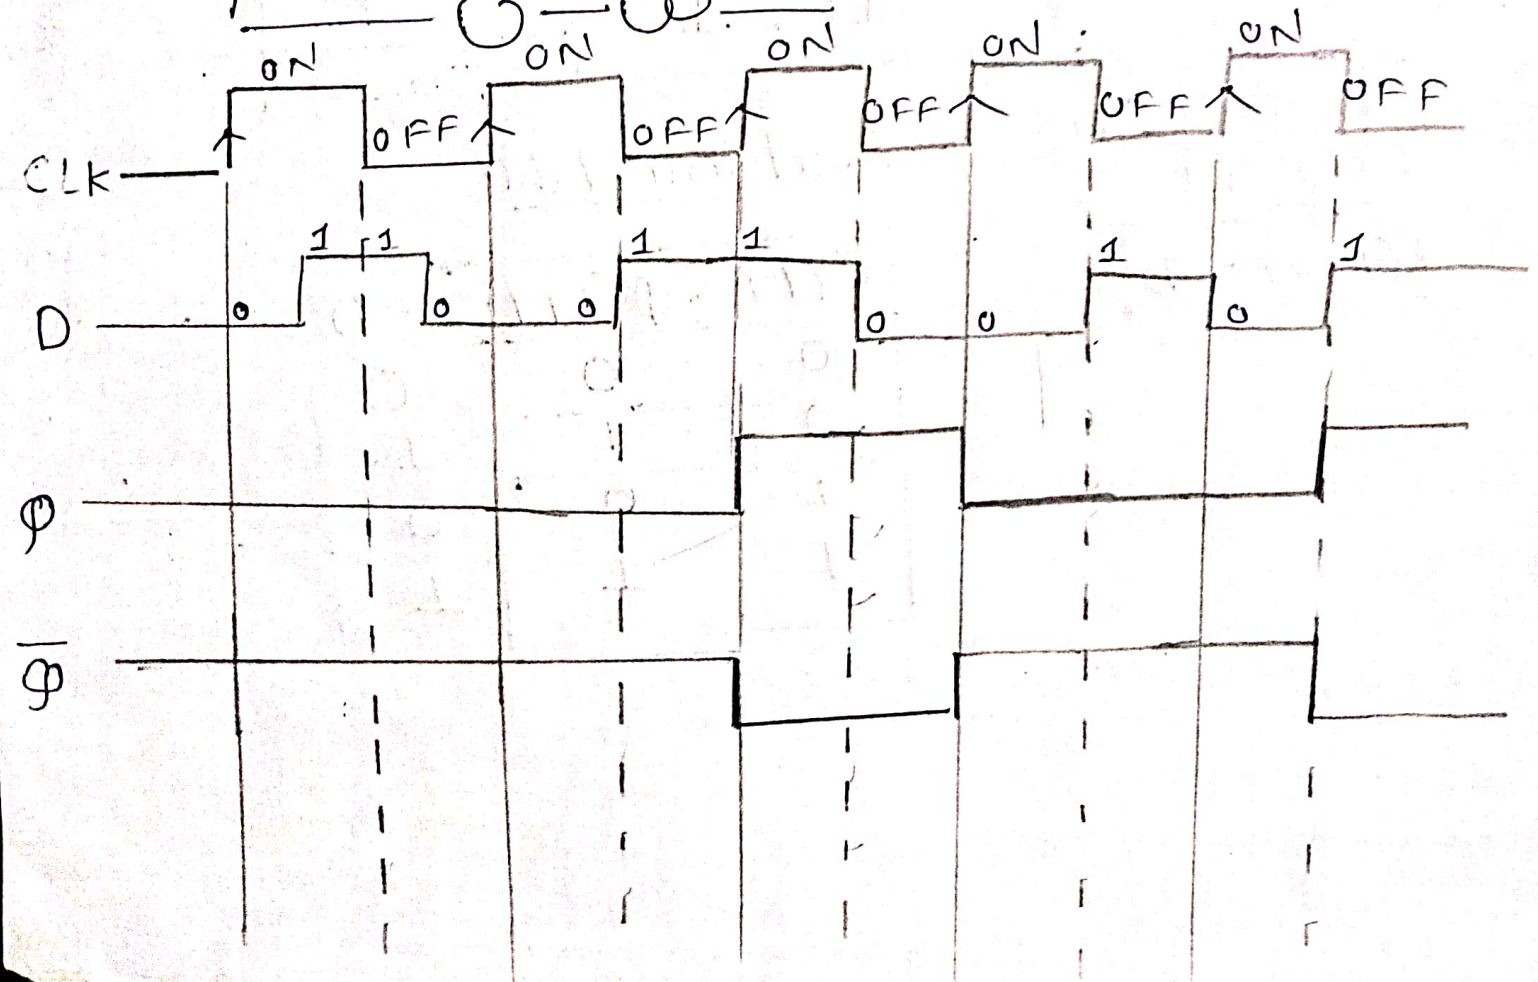 ON ON ON ON ON
CLK OFF OFF OFF OFF OFF
1 1 1 1 1 1
D 0 0 0 0 0 0
Q
Q̅